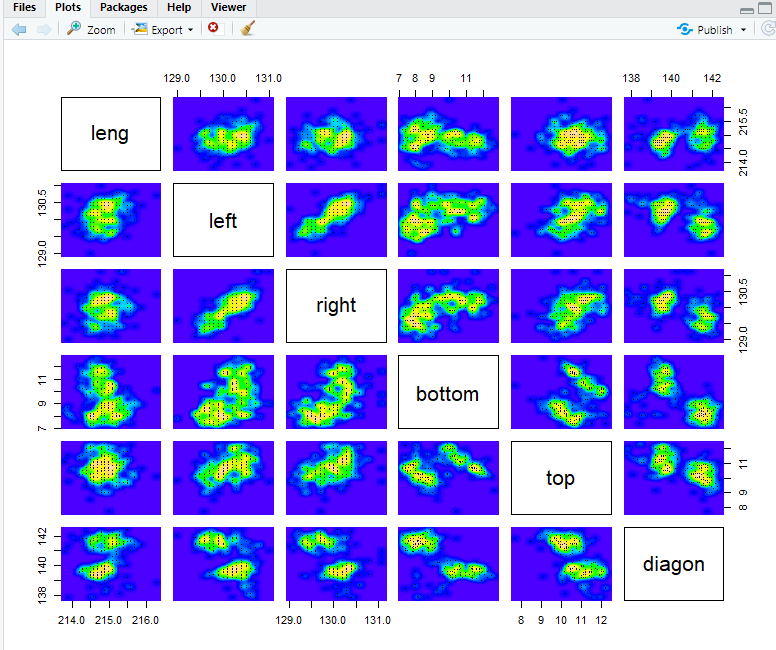 Files Plots Packages Help Viewer
Zoom Export Publish
129.0 130.0 131.0 7 8 9 11 138 140 142
leng
214.0 215.5
129.0 130.5
left
right
129.0 130.5
7 9 11
bottom
top
8 9 11
138 140 142
diagon
214.0 215.0 216.0 129.0 130.0 131.0 8 9 10 11 12